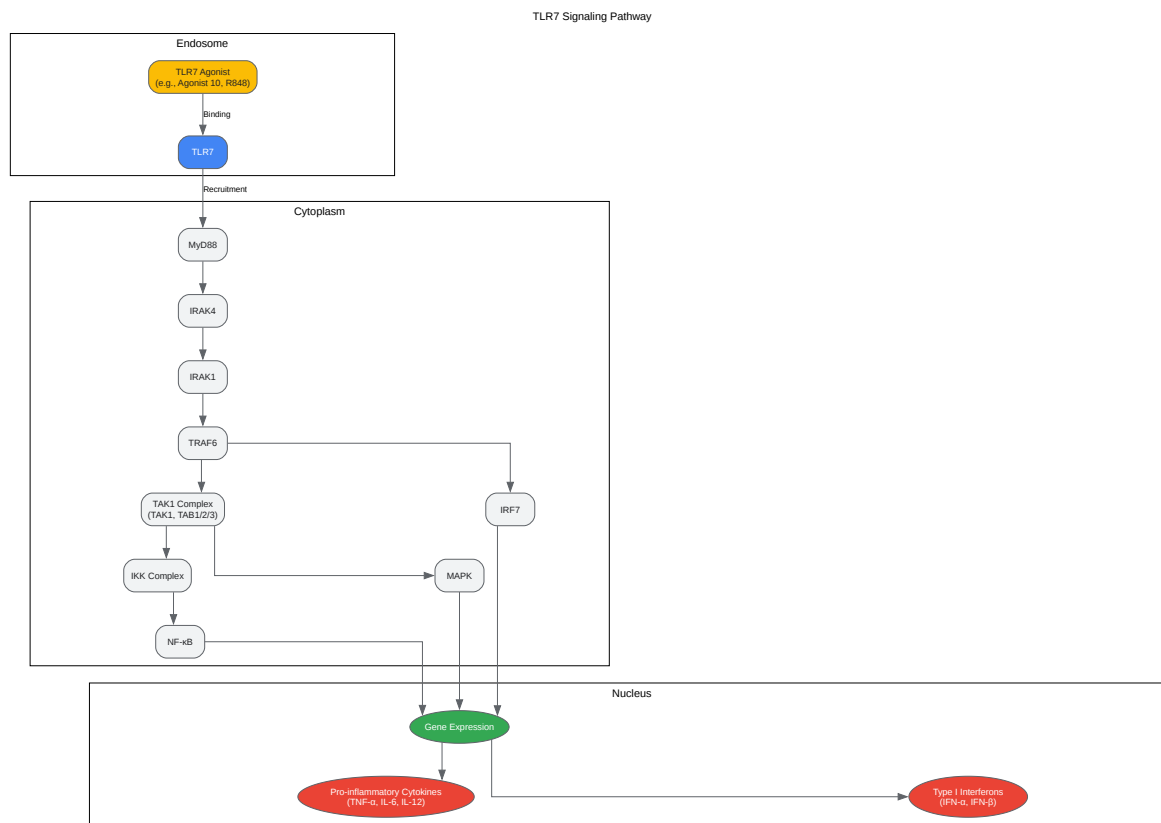 TLR7 Signaling Pathway
Endosome
TLR7 Agonist
(e.g., Agonist 10, R848)
Binding
TLR7
Recruitment
Cytoplasm
MyD88
IRAK4
IRAK1
TRAF6
TAK1 Complex
(TAK1, TAB1/2/3)
IRF7
IKK Complex
MAPK
NF-κB
Nucleus
Gene Expression
Pro-inflammatory Cytokines
(TNF-α, IL-6, IL-12)
Type I Interferons
(IFN-α, IFN-β)